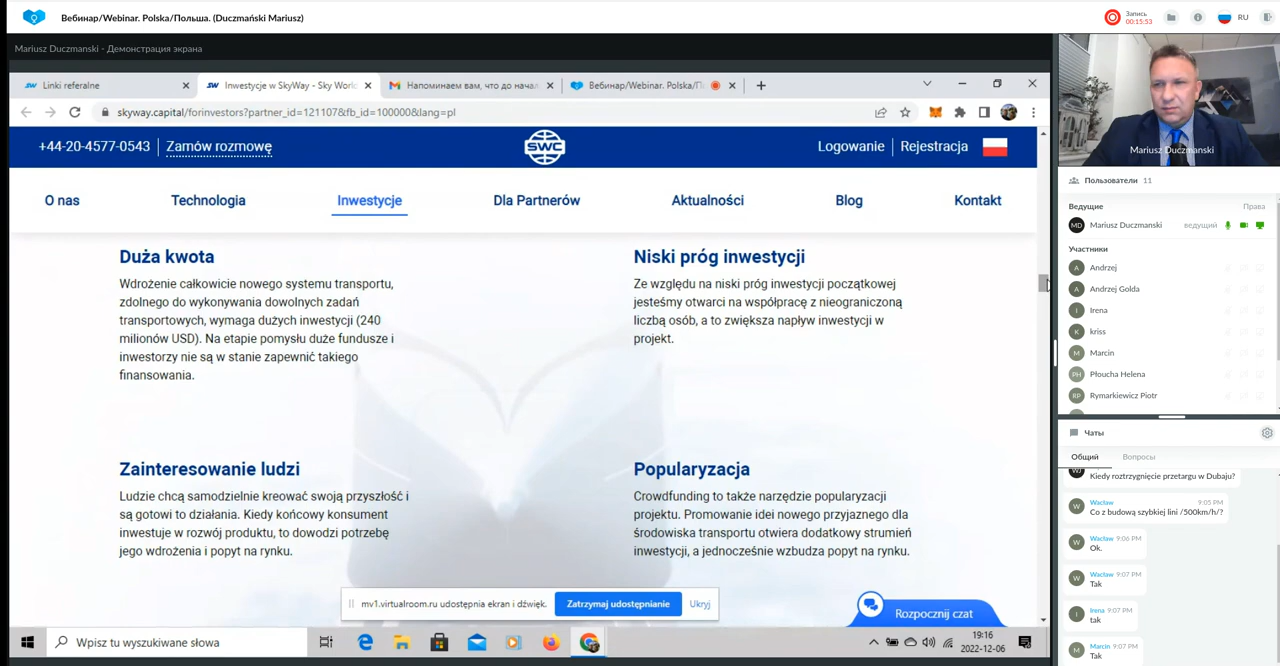 Вебинар/Webinar. Polska/Польша. (Duczmański Mariusz)
Запись
00:15:53
RU
Mariusz Duczmanski - Демонстрация экрана
Linki referalne
Inwestycje w SkyWay - Sky Worl
Напоминаем вам, что до начал
Вебинар/Webinar. Polska/П
skyway.capital/forinvestors?partner_id=121107&fb_id=100000&lang=pl
+44-20-4577-0543
Zamów rozmowę
SWC
Logowanie
Rejestracja
O nas
Technologia
Inwestycje
Dla Partnerów
Aktualności
Blog
Kontakt
Duża kwota
Wdrożenie całkowicie nowego systemu transportu,
zdolnego do wykonywania dowolnych zadań
transportowych, wymaga dużych inwestycji (240
milionów USD). Na etapie pomysłu duże fundusze i
inwestorzy nie są w stanie zapewnić takiego
finansowania.
Niski próg inwestycji
Ze względu na niski próg inwestycji początkowej
jesteśmy otwarci na współpracę z nieograniczoną
liczbą osób, a to zwiększa napływ inwestycji w
projekt.
Zainteresowanie ludzi
Ludzie chcą samodzielnie kreować swoją przyszłość i
są gotowi to działania. Kiedy końcowy konsument
inwestuje w rozwój produktu, to dowodzi potrzebę
jego wdrożenia i popyt na rynku.
Popularyzacja
Crowdfunding to także narzędzie popularyzacji
projektu. Promowanie idei nowego przyjaznego dla
środowiska transportu otwiera dodatkowy strumień
inwestycji, a jednocześnie wzbudza popyt na rynku.
mv1.virtualroom.ru udostępnia ekran i dźwięk.
Zatrzymaj udostępnianie
Ukryj
Rozpocznij czat
Wpisz tu wyszukiwane słowa
19:16
2022-12-06
Mariusz Duczmanski
Пользователи 11
Ведущие
Права
MD
Mariusz Duczmanski
ведущий
Участники
A Andrzej
A Andrzej Golda
I Irena
K kriss
M Marcin
PH Płoucha Helena
RP Rymarkiewicz Piotr
Чаты
Общий
Вопросы
Kiedy roztrzygnięcie przetargu w Dubaju?
W
Wacław 9:05 PM
Co z budową szybkiej lini /500km/h/?
W
Wacław 9:06 PM
Ok.
W
Wacław 9:07 PM
Tak
I
Irena 9:07 PM
tak
M
Marcin 9:07 PM
Tak